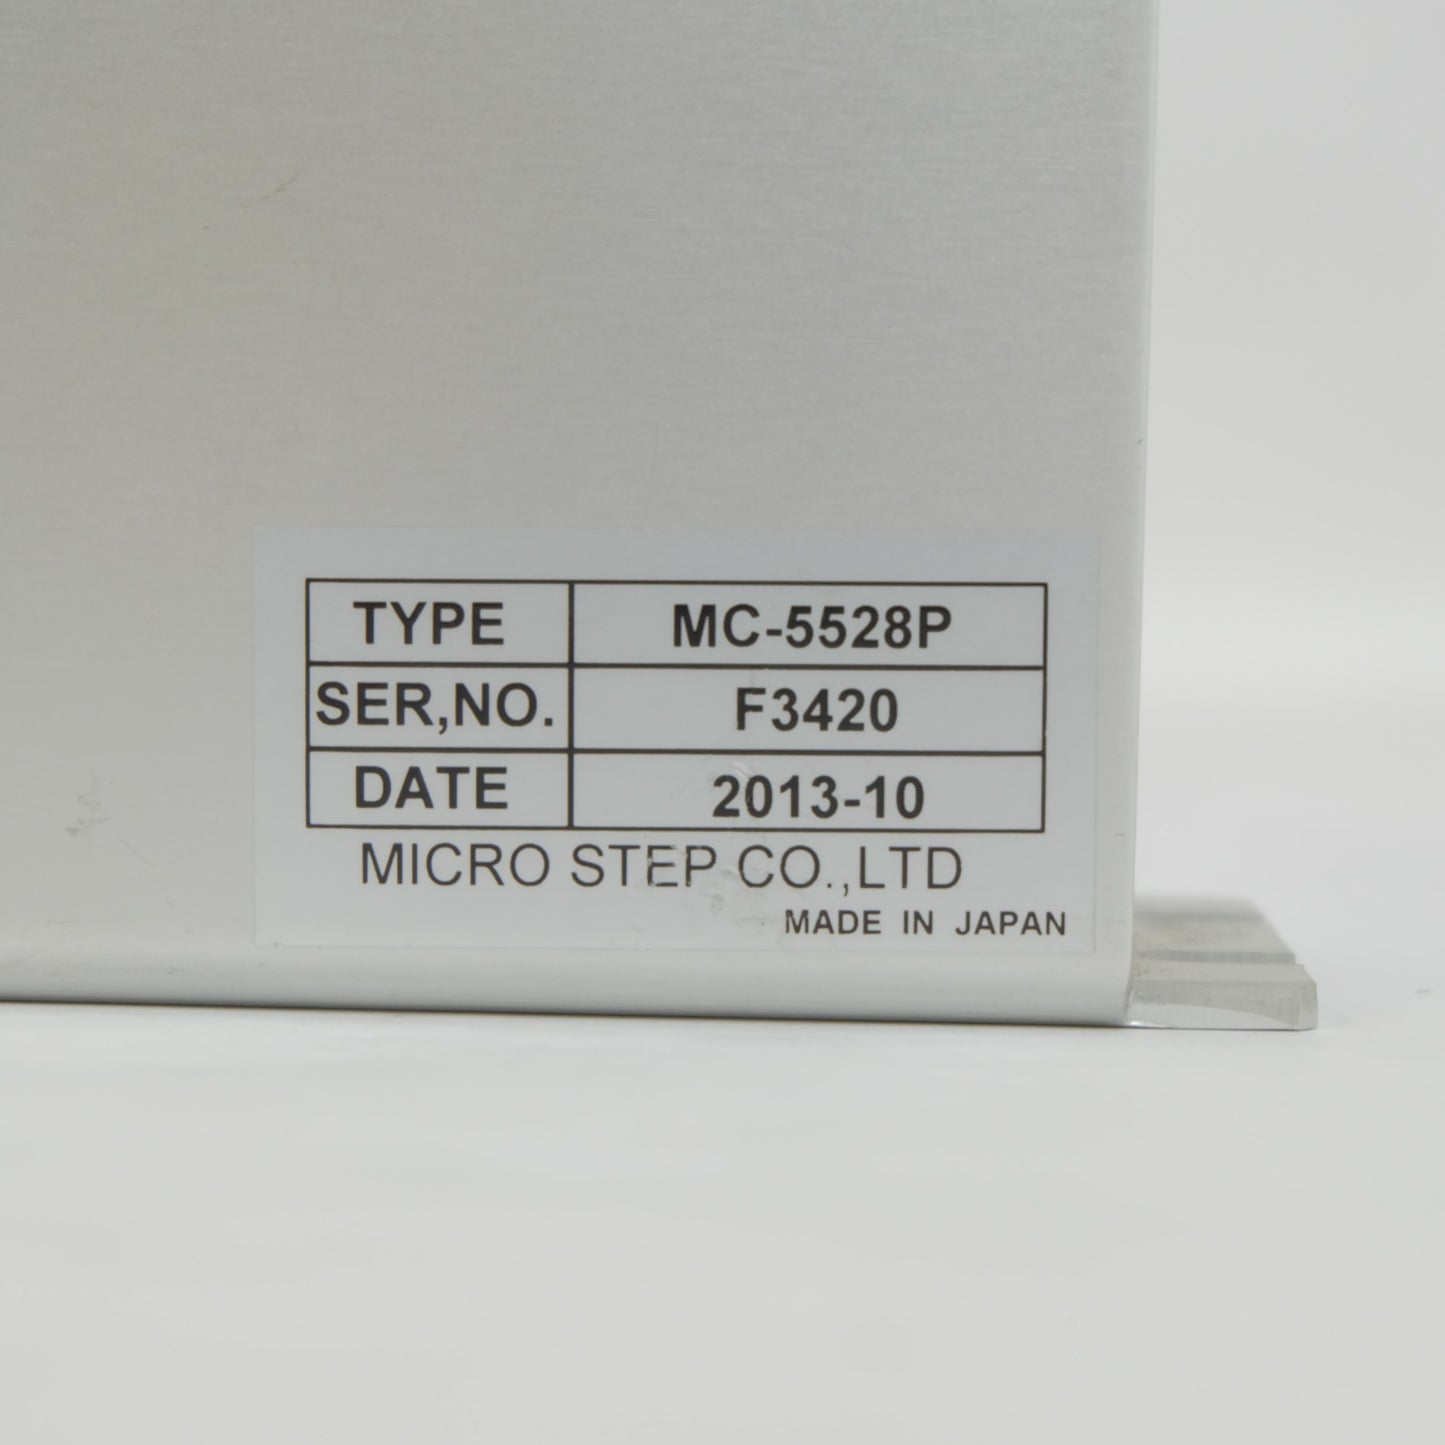 TYPE MC-5528P
SER,NO. F3420
DATE 2013-10
MICRO STEP CO.,LTD
MADE IN JAPAN